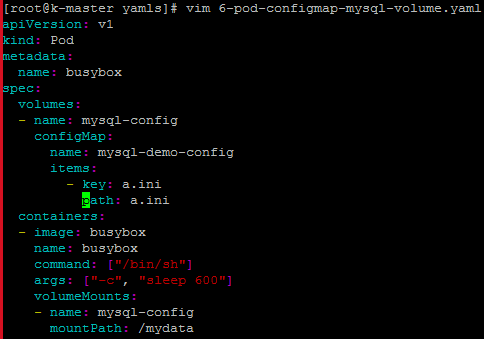 [root@k-master yamls]# vim 6-pod-configmap-mysql-volume.yaml
apiVersion: v1
kind: Pod
metadata:
  name: busybox
spec:
  volumes:
  - name: mysql-config
    configMap:
      name: mysql-demo-config
      items:
        - key: a.ini
          path: a.ini
  containers:
  - image: busybox
    name: busybox
    command: ["/bin/sh"]
    args: ["-c", "sleep 600"]
    volumeMounts:
    - name: mysql-config
      mountPath: /mydata